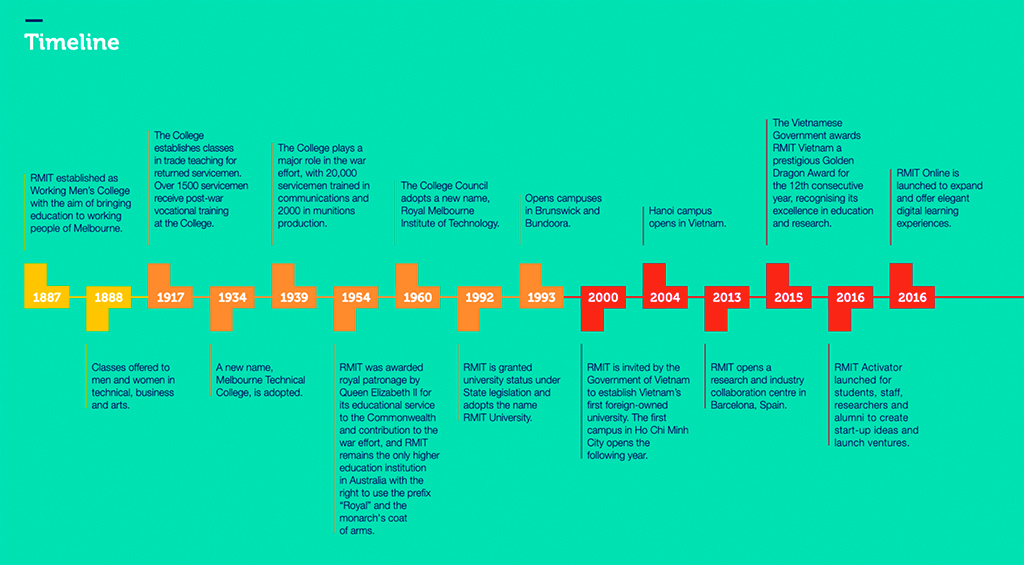 Timeline
RMIT established as
Working Men's College
with the aim of bringing
education to working
people of Melbourne.
The College
establishes classes
in trade teaching for
returned servicemen.
Over 1500 servicemen
receive post-war
vocational training
at the College.
The College plays a
major role in the war
effort, with 20,000
servicemen trained in
communications and
2000 in munitions
production.
The College Council
adopts a new name,
Royal Melbourne
Institute of Technology.
Opens campuses
in Brunswick and
Bundoora.
Hanoi campus
opens in Vietnam.
The Vietnamese
Government awards
RMIT Vietnam a
prestigious Golden
Dragon Award for
the 12th consecutive
year, recognising its
excellence in education
and research.
RMIT Online is
launched to expand
and offer elegant
digital learning
experiences.
1887 1888 1917 1934 1939 1954 1960 1992 1993 2000 2004 2013 2015 2016 2016
Classes offered to
men and women in
technical, business
and arts.
A new name,
Melbourne Technical
College, is adopted.
RMIT was awarded
royal patronage by
Queen Elizabeth II for
its educational service
to the Commonwealth
and contribution to the
war effort, and RMIT
remains the only higher
education institution
in Australia with the
right to use the prefix
“Royal” and the
monarch's coat
of arms.
RMIT is granted
university status under
State legislation and
adopts the name
RMIT University.
RMIT is invited by the
Government of Vietnam
to establish Vietnam's
first foreign-owned
university. The first
campus in Ho Chi Minh
City opens the
following year.
RMIT opens a
research and industry
collaboration centre in
Barcelona, Spain.
RMIT Activator
launched for
students, staff,
researchers and
alumni to create
start-up ideas and
launch ventures.